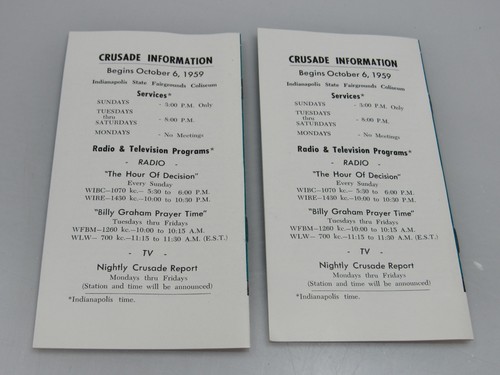 CRUSADE INFORMATION
Begins October 6, 1959
Indianapolis State Fairgrounds Coliseum
Services*
SUNDAYS - 3:00 P.M. Only
TUESDAYS
thru - 8:00 P.M.
SATURDAYS
MONDAYS - No Meetings
Radio & Television Programs*
- RADIO -
"The Hour Of Decision"
Every Sunday
WIBC—1070 kc.— 5:30 to 6:00 P.M.
WIRE—1430 kc.—10:00 to 10:30 P.M.
"Billy Graham Prayer Time"
Tuesdays thru Fridays
WFBM—1260 kc.—10:00 to 10:15 A.M.
WLW— 700 kc.—11:15 to 11:30 A.M. (E.S.T.)
- TV -
Nightly Crusade Report
Mondays thru Fridays
(Station and time will be announced)
*Indianapolis time.
CRUSADE INFORMATION
Begins October 6, 1959
Indianapolis State Fairgrounds Coliseum
Services*
SUNDAYS - 3:00 P.M. Only
TUESDAYS
thru - 8:00 P.M.
SATURDAYS
MONDAYS - No Meetings
Radio & Television Programs*
- RADIO -
"The Hour Of Decision"
Every Sunday
WIBC—1070 kc.— 5:30 to 6:00 P.M.
WIRE—1430 kc.—10:00 to 10:30 P.M.
"Billy Graham Prayer Time"
Tuesdays thru Fridays
WFBM—1260 kc.—10:00 to 10:15 A.M.
WLW— 700 kc.—11:15 to 11:30 A.M. (E.S.T.)
- TV -
Nightly Crusade Report
Mondays thru Fridays
(Station and time will be announced)
*Indianapolis time.